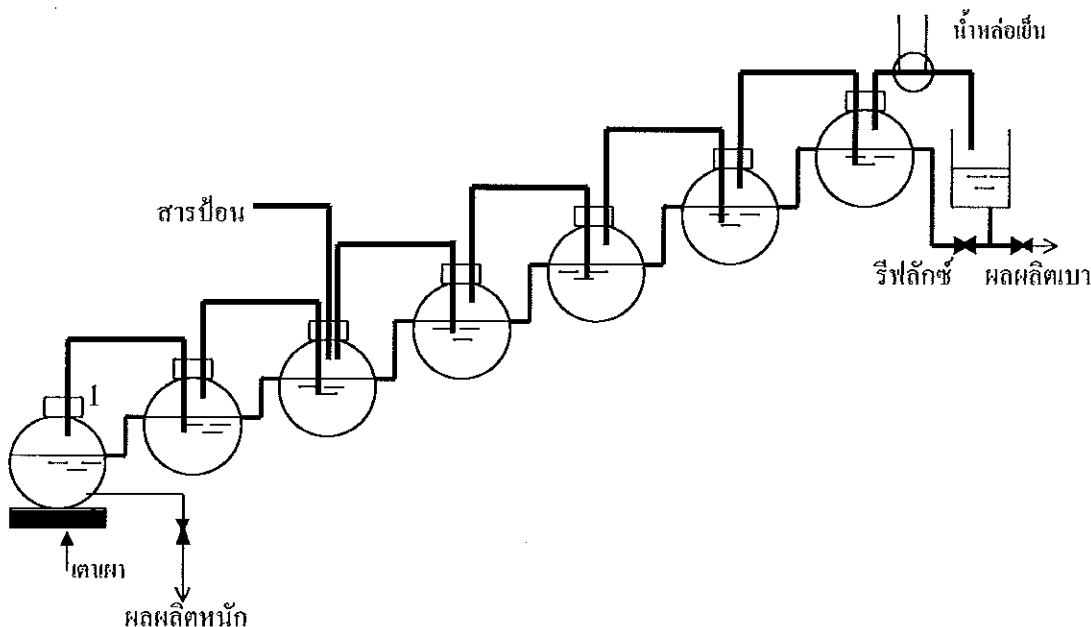 น้ำหล่อเย็น
สารป้อน
รีฟลักซ์ ผลผลิตเบา
1
เตาเผา
ผลผลิตหนัก